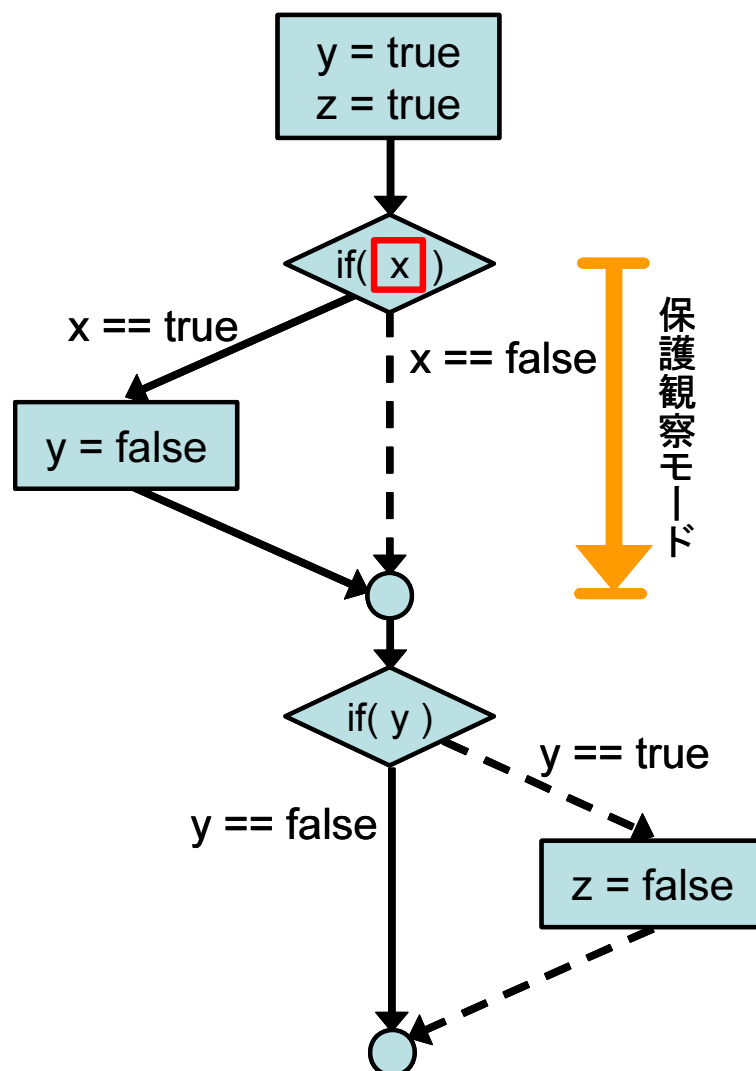 y = true
z = true
if( x )
x == true
x == false
保護観察モード
y = false
if( y )
y == true
y == false
z = false